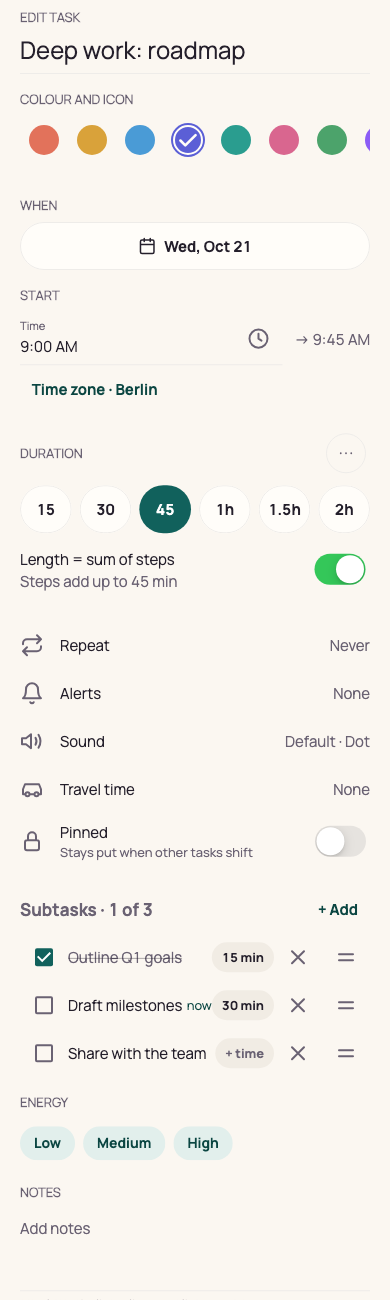 EDIT TASK
Deep work: roadmap
COLOUR AND ICON
WHEN
Wed, Oct 21
START
Time
9:00 AM
→ 9:45 AM
Time zone · Berlin
DURATION
...
15 30 45 1h 1.5h 2h
Length = sum of steps
Steps add up to 45 min
Repeat Never
Alerts None
Sound Default · Dot
Travel time None
Pinned
Stays put when other tasks shift
Subtasks · 1 of 3 + Add
Outline Q1 goals 15 min
Draft milestones now 30 min
Share with the team + time
ENERGY
Low Medium High
NOTES
Add notes